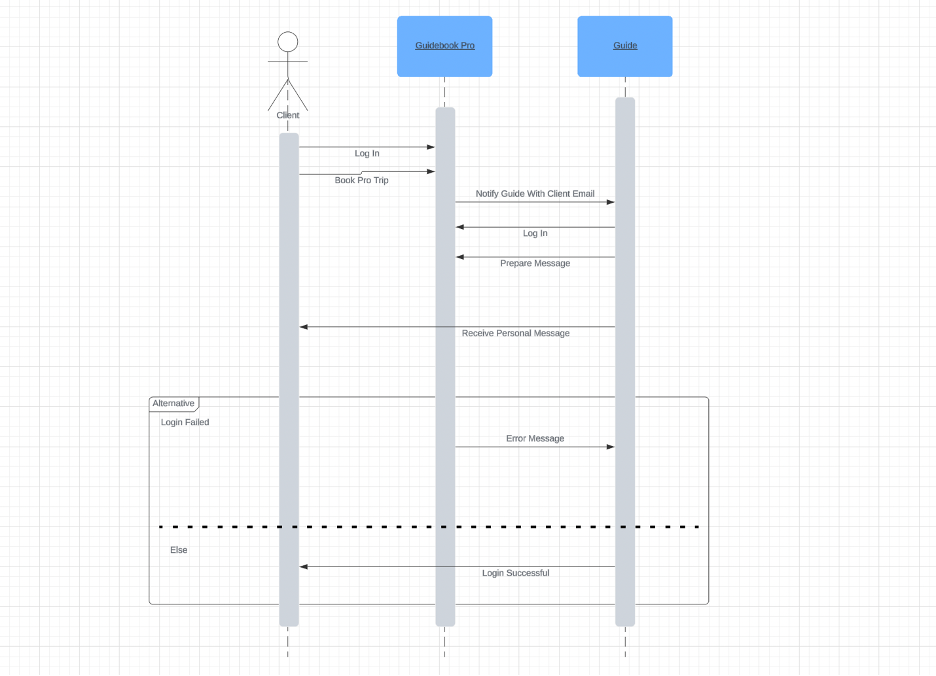 Guidebook Pro
Guide
Client
Log In
Book Pro Trip
Notify Guide With Client Email
Log In
Prepare Message
Receive Personal Message
Alternative
Login Failed
Error Message
Else
Login Successful